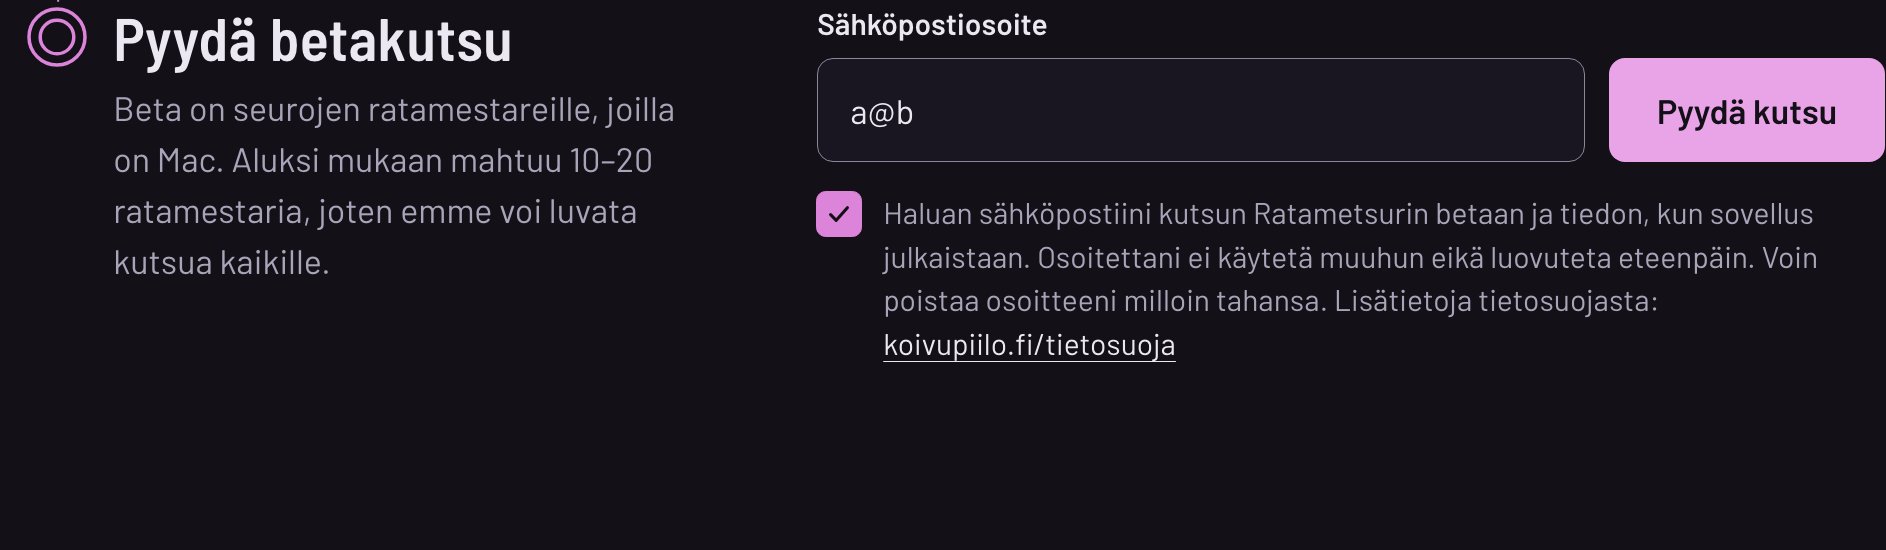 Pyydä betakutsu
Beta on seurojen ratamestareille, joilla
on Mac. Aluksi mukaan mahtuu 10–20
ratamestaria, joten emme voi luvata
kutsua kaikille.
Sähköpostiosoite
a@b
Pyydä kutsu
Haluan sähköpostiini kutsun Ratametsurin betaan ja tiedon, kun sovellus
julkaistaan. Osoitettani ei käytetä muuhun eikä luovuteta eteenpäin. Voin
poistaa osoitteeni milloin tahansa. Lisätietoja tietosuojasta:
koivupiilo.fi/tietosuoja